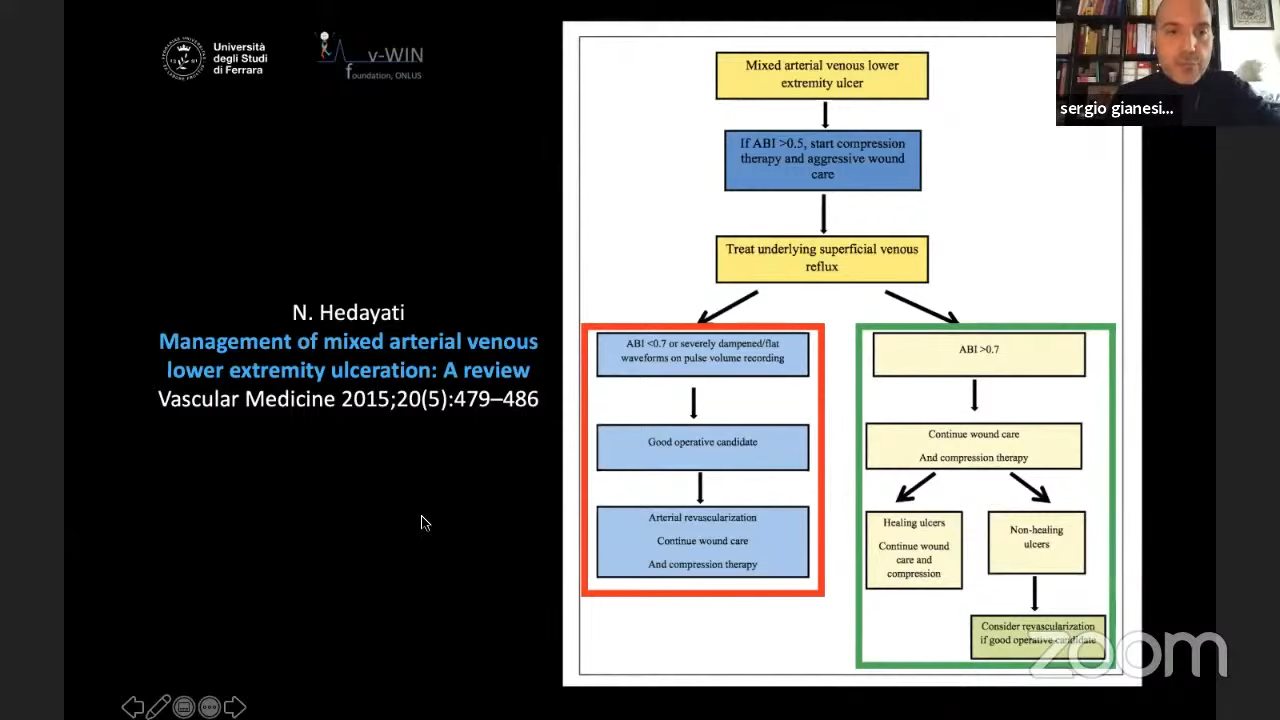 Università
degli Studi
di Ferrara
v-WIN
foundation, ONLUS
sergio gianesi...
N. Hedayati
Management of mixed arterial venous
lower extremity ulceration: A review
Vascular Medicine 2015;20(5):479–486
Mixed arterial venous lower
extremity ulcer
If ABI >0.5, start compression
therapy and aggressive wound
care
Treat underlying superficial venous
reflux
ABI <0.7 or severely dampened/flat
waveforms on pulse volume recording
Good operative candidate
Arterial revascularization
Continue wound care
And compression therapy
ABI >0.7
Continue wound care
And compression therapy
Healing ulcers
Continue wound
care and
compression
Non-healing
ulcers
Consider revascularization
if good operative candidate
zoom